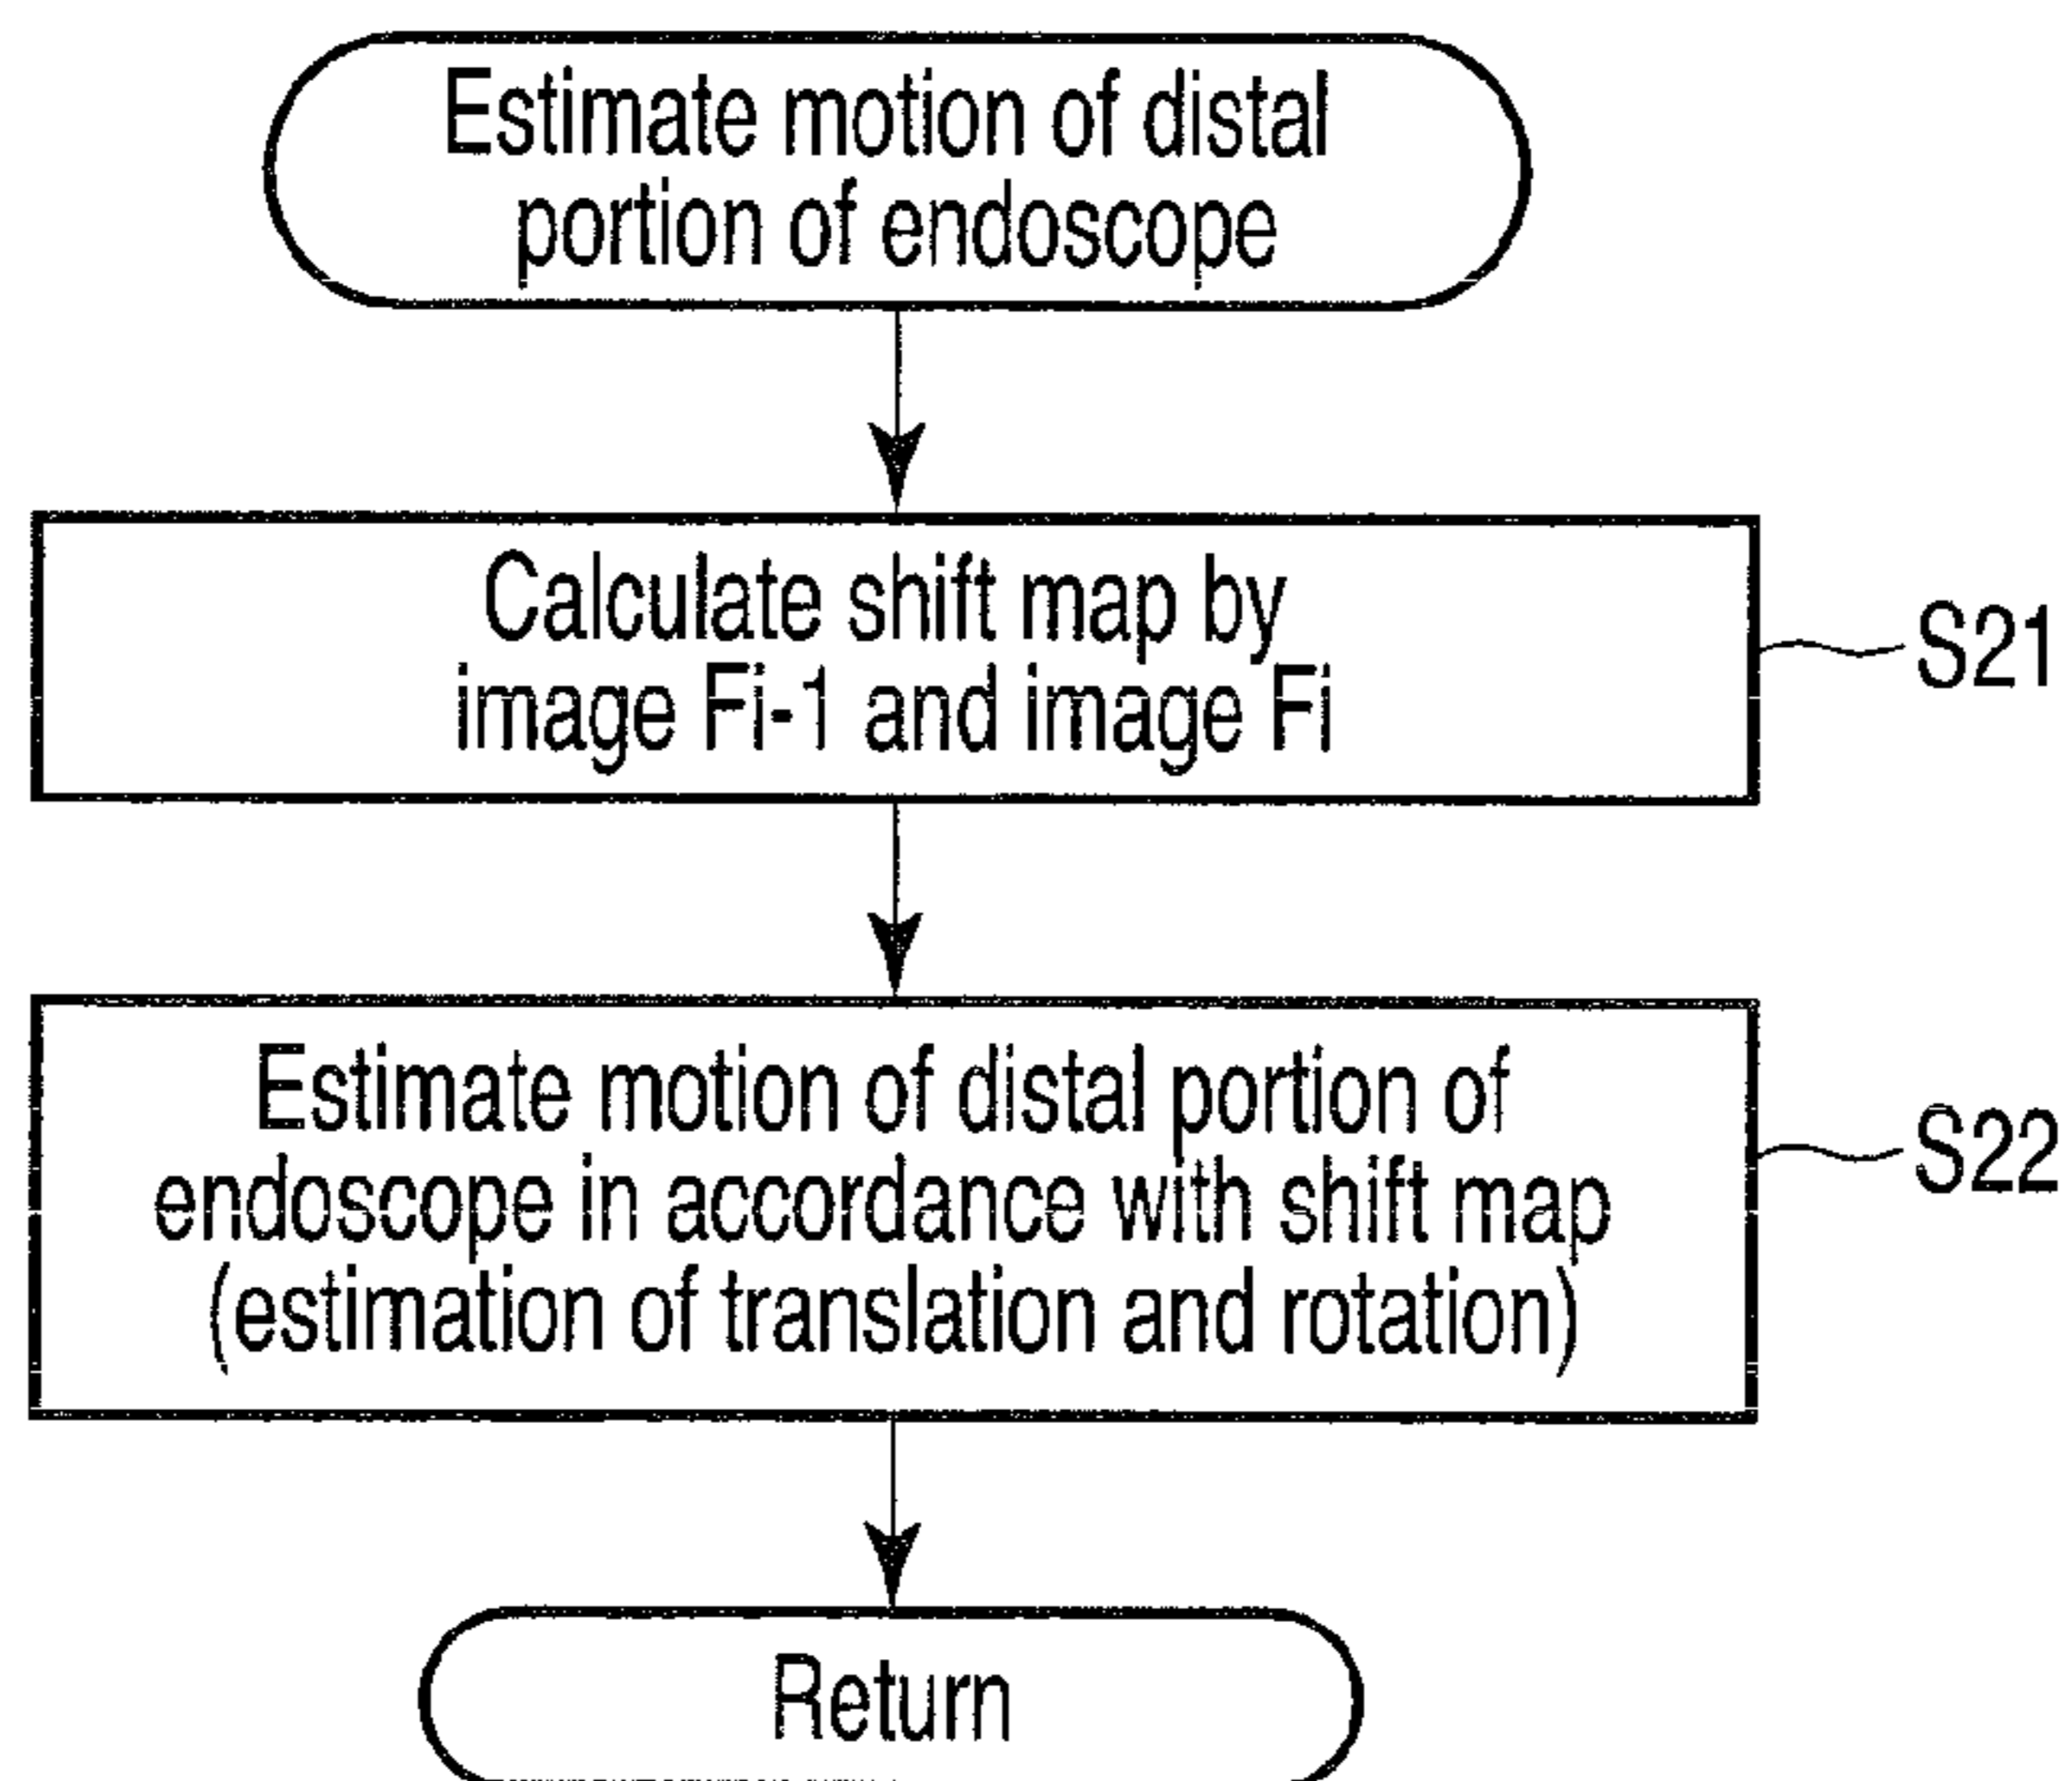 Estimate motion of distal
portion of endoscope
Calculate shift map by
image Fi-1 and image Fi
S21
Estimate motion of distal portion of
endoscope in accordance with shift map
(estimation of translation and rotation)
S22
Return